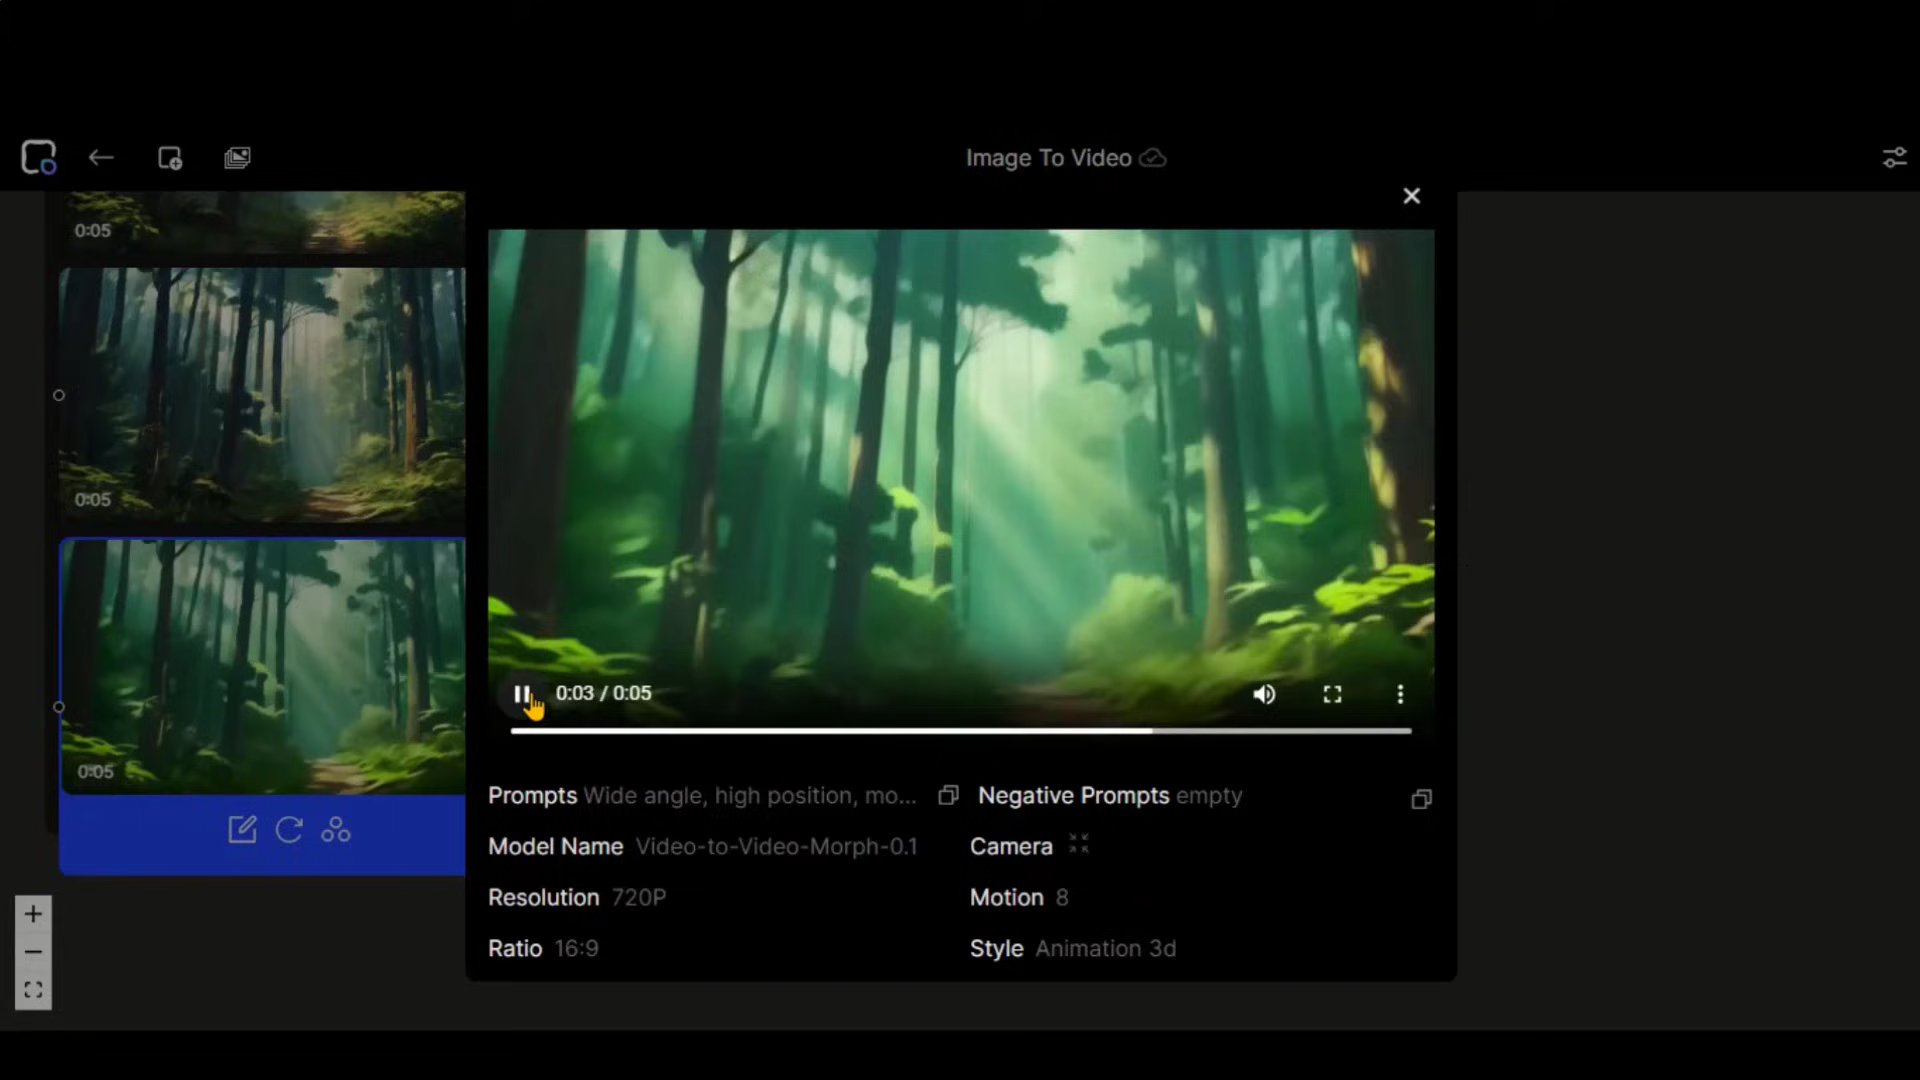 Image To Video
0:05
0:05
0:05
0:03 / 0:05
Prompts Wide angle, high position, mo...
Negative Prompts empty
Model Name Video-to-Video-Morph-0.1
Camera
Resolution 720P
Motion 8
Ratio 16:9
Style Animation 3d